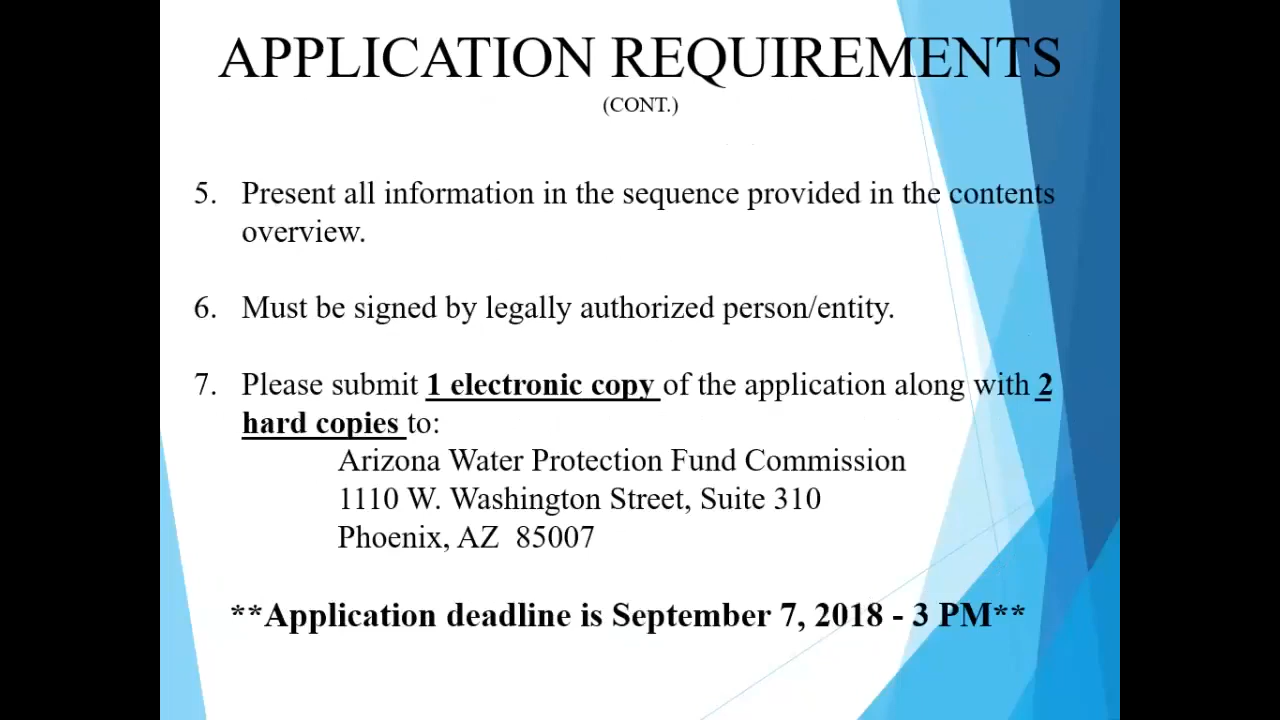 APPLICATION REQUIREMENTS
(CONT.)
5. Present all information in the sequence provided in the contents
overview.
6. Must be signed by legally authorized person/entity.
7. Please submit 1 electronic copy of the application along with 2
hard copies to:
Arizona Water Protection Fund Commission
1110 W. Washington Street, Suite 310
Phoenix, AZ  85007
**Application deadline is September 7, 2018 - 3 PM**